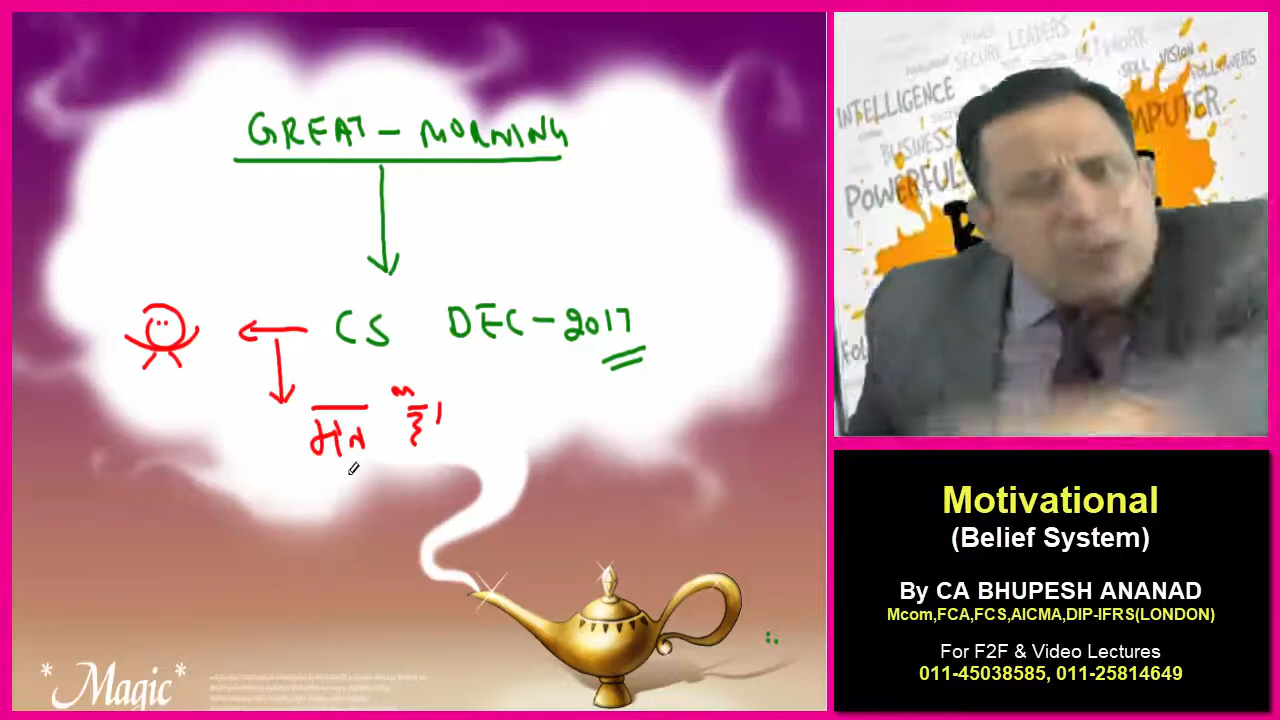 GREAT - MORNING
CS DEC - 2017
*Magic*
SECURE LEADERS
NETWORK
INTELLIGENCE
SKILL VISION
FOLLOWERS
BUSINESS
COMPUTER
POWERFUL
Motivational
(Belief System)
By CA BHUPESH ANANAD
Mcom,FCA,FCS,AICMA,DIP-IFRS(LONDON)
For F2F & Video Lectures
011-45038585, 011-25814649